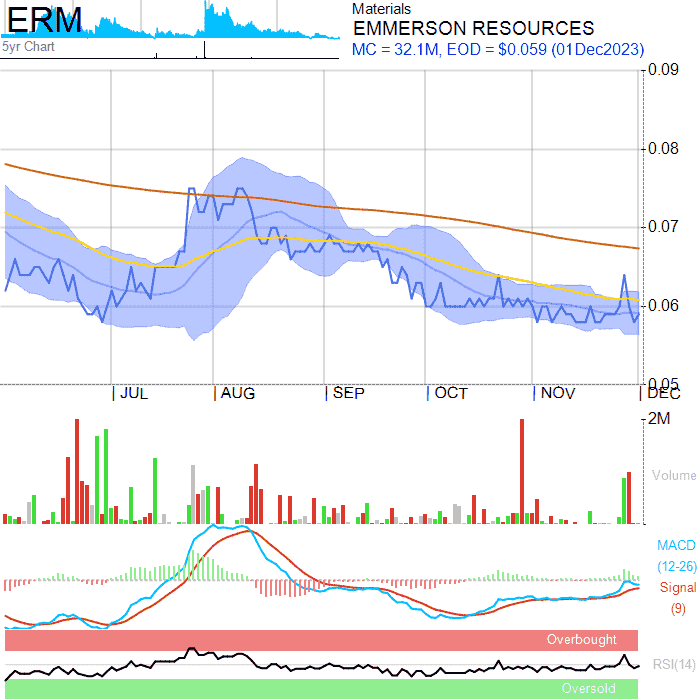 ERM
5yr Chart
Materials
EMMERSON RESOURCES
MC = 32.1M, EOD = $0.059 (01Dec2023)
0.09
0.08
0.07
0.06
0.05
JUL
AUG
SEP
OCT
NOV
DEC
2M
Volume
MACD
(12-26)
Signal
(9)
Overbought
RSI(14)
Oversold